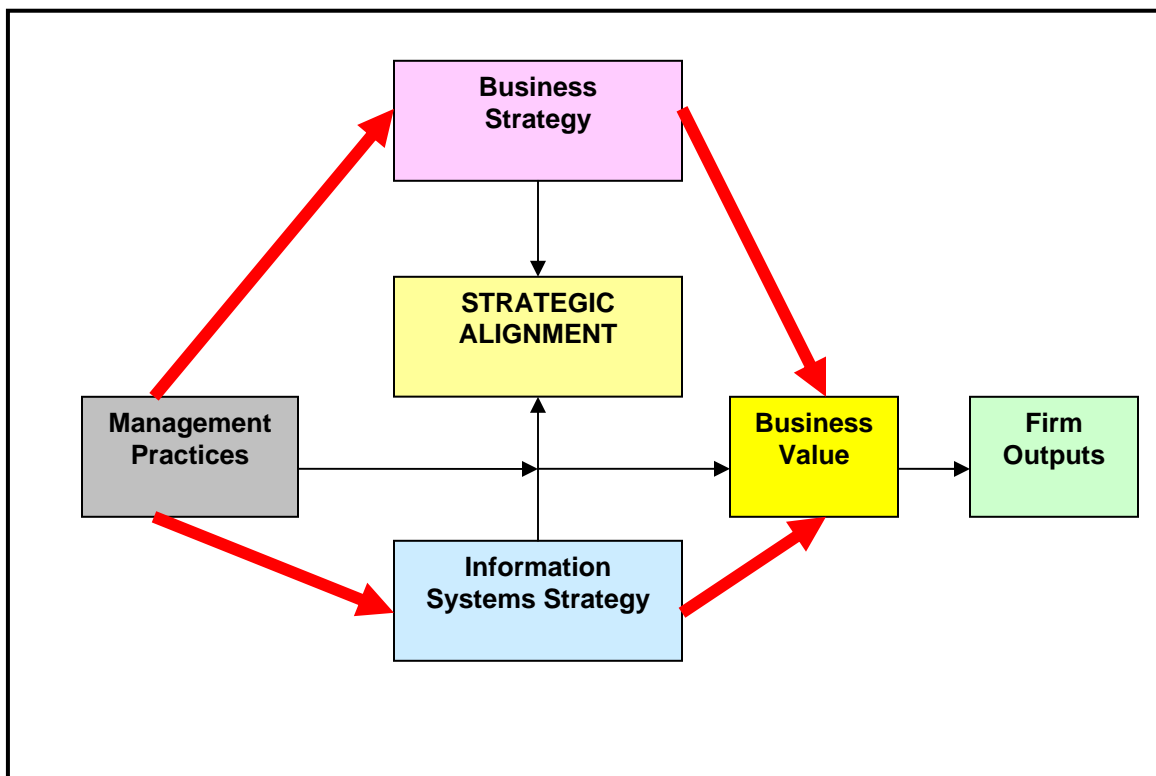 Business
Strategy
STRATEGIC
ALIGNMENT
Management
Practices
Business
Value
Firm
Outputs
Information
Systems Strategy